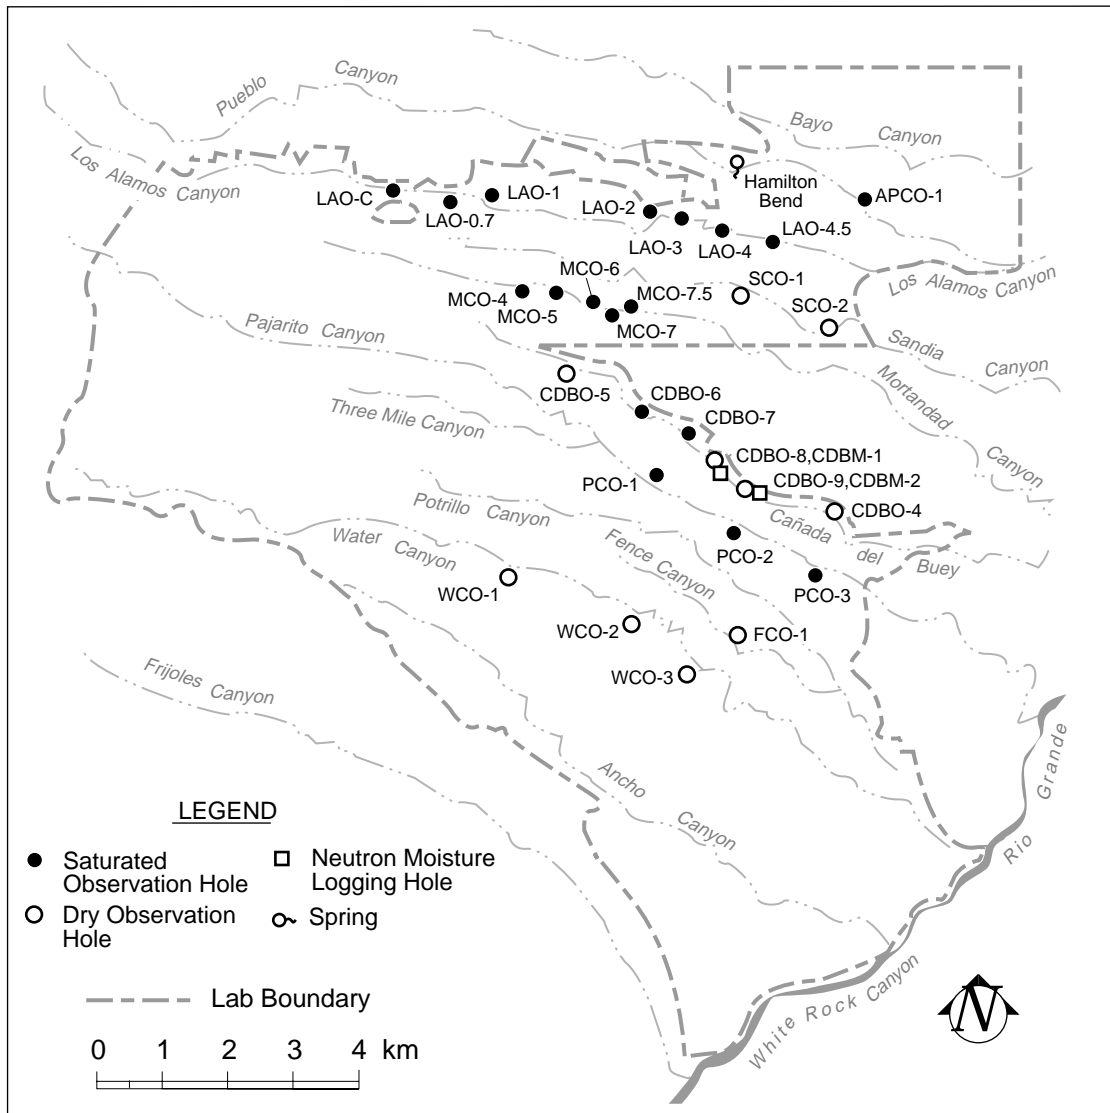 Canyon
Pueblo
Bayo Canyon
Los Alamos Canyon
Hamilton
Bend
LAO-C
LAO-0.7
LAO-1
LAO-2
APCO-1
LAO-3
LAO-4
LAO-4.5
MCO-6
SCO-1
Los Alamos Canyon
MCO-4
MCO-5
MCO-7.5
MCO-7
SCO-2
Pajarito Canyon
Sandia
Canyon
Mortandad
Canyon
CDBO-5
CDBO-6
Three Mile Canyon
CDBO-7
CDBO-8,CDBM-1
PCO-1
CDBO-9,CDBM-2
Potrillo Canyon
CDBO-4
Cañada del Buey
Water Canyon
Fence Canyon
PCO-2
WCO-1
PCO-3
WCO-2
FCO-1
WCO-3
Frijoles Canyon
Ancho
Canyon
Rio Grande
White Rock Canyon
LEGEND
Saturated
Observation Hole
Neutron Moisture
Logging Hole
Dry Observation
Hole
Spring
Lab Boundary
0 1 2 3 4 km
N